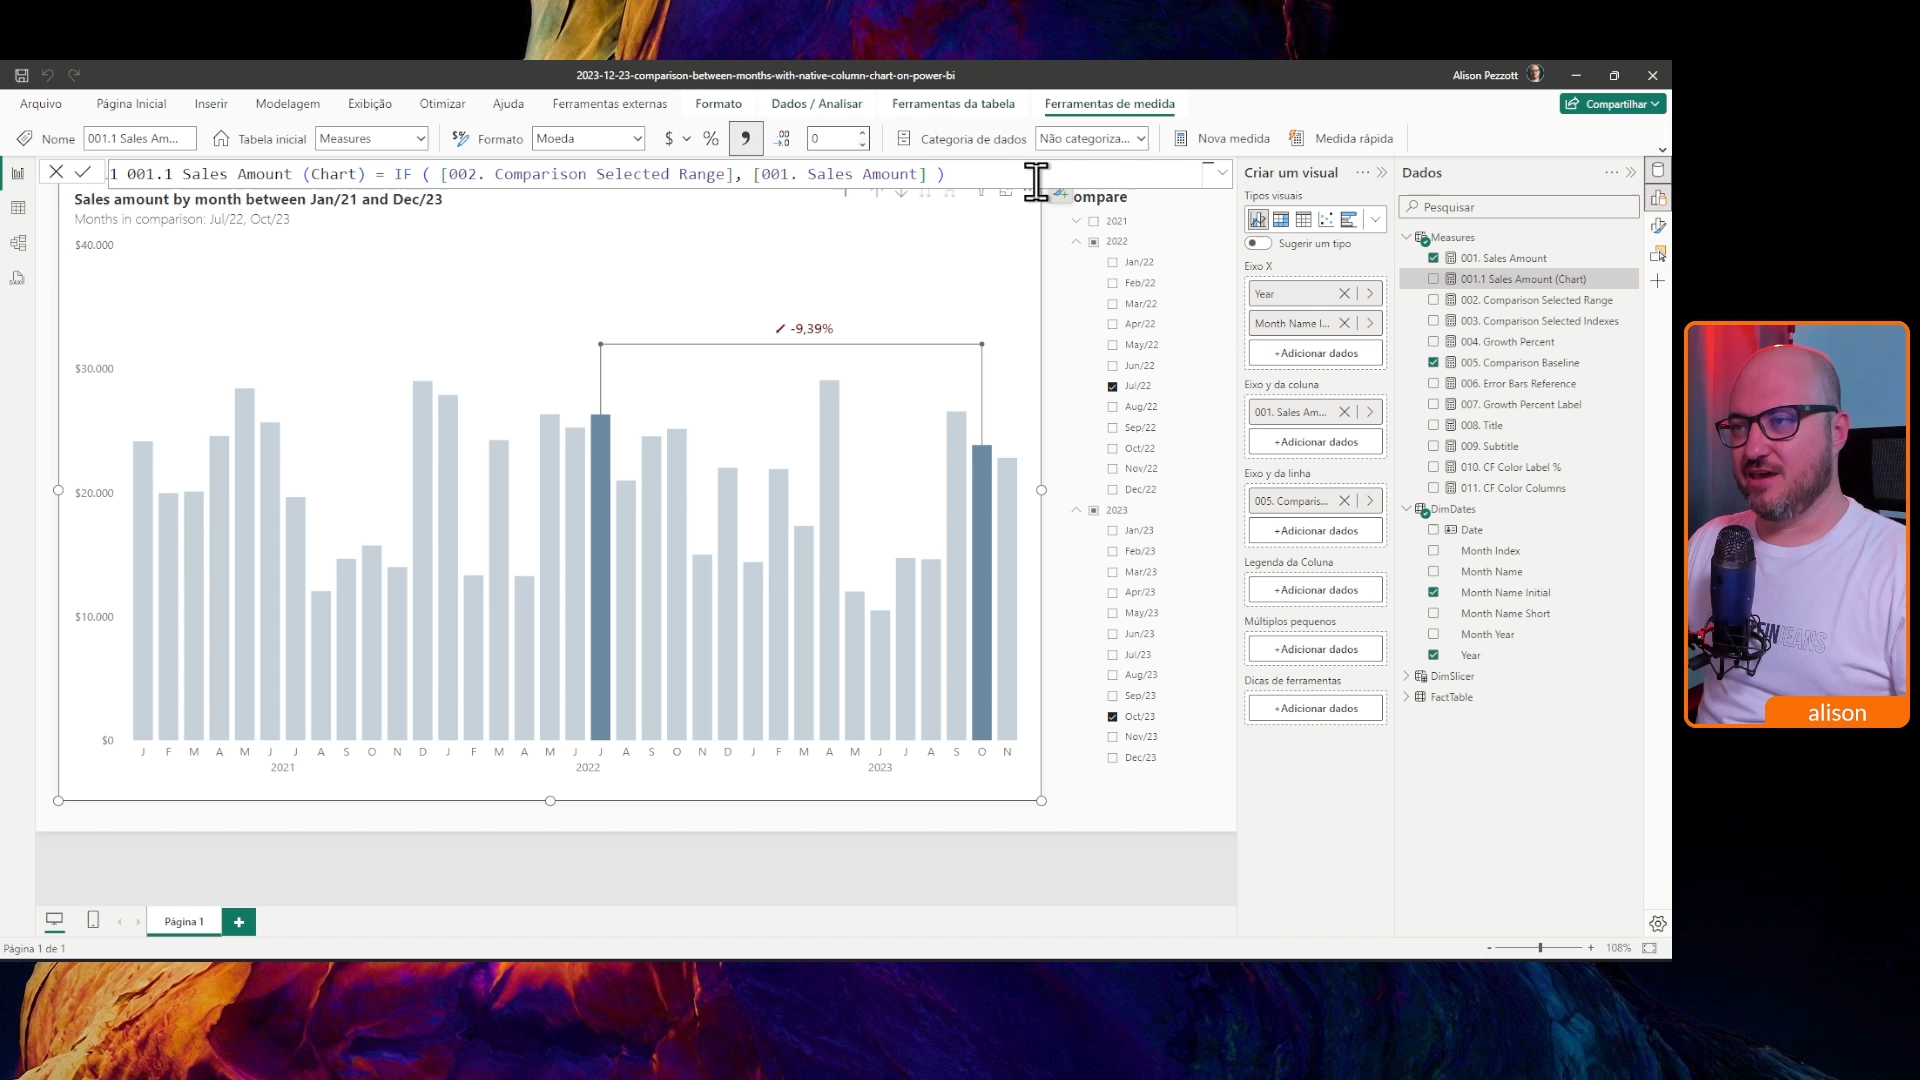 2023-12-23-comparison-between-months-with-native-column-chart-on-power-bi
Alison Pezzott
Arquivo
Página Inicial
Inserir
Modelagem
Exibição
Otimizar
Ajuda
Ferramentas externas
Formato
Dados / Analisar
Ferramentas da tabela
Ferramentas de medida
Compartilhar
Nome
001.1 Sales Am...
Tabela inicial
Measures
Formato
Moeda
$
%
0
Categoria de dados
Não categoriza...
Nova medida
Medida rápida
1 001.1 Sales Amount (Chart) = IF ( [002. Comparison Selected Range], [001. Sales Amount] )
Sales amount by month between Jan/21 and Dec/23
Months in comparison: Jul/22, Oct/23
$40.000
$30.000
$20.000
$10.000
$0
-9,39%
J F M A M J J A S O N D J F M A M J J A S O N D J F M A M J J A S O N
2021
2022
2023
ompare
2021
2022
Jan/22
Feb/22
Mar/22
Apr/22
May/22
Jun/22
Jul/22
Aug/22
Sep/22
Oct/22
Nov/22
Dec/22
2023
Jan/23
Feb/23
Mar/23
Apr/23
May/23
Jun/23
Jul/23
Aug/23
Sep/23
Oct/23
Nov/23
Dec/23
Criar um visual
Tipos visuais
Sugerir um tipo
Eixo X
Year
Month Name I...
+Adicionar dados
Eixo y da coluna
001. Sales Am...
+Adicionar dados
Eixo y da linha
005. Comparis...
+Adicionar dados
Legenda da Coluna
+Adicionar dados
Múltiplos pequenos
+Adicionar dados
Dicas de ferramentas
+Adicionar dados
Dados
Pesquisar
Measures
001. Sales Amount
001.1 Sales Amount (Chart)
002. Comparison Selected Range
003. Comparison Selected Indexes
004. Growth Percent
005. Comparison Baseline
006. Error Bars Reference
007. Growth Percent Label
008. Title
009. Subtitle
010. CF Color Label %
011. CF Color Columns
DimDates
Date
Month Index
Month Name
Month Name Initial
Month Name Short
Month Year
Year
DimSlicer
FactTable
Página 1
Página 1 de 1
108%
alison